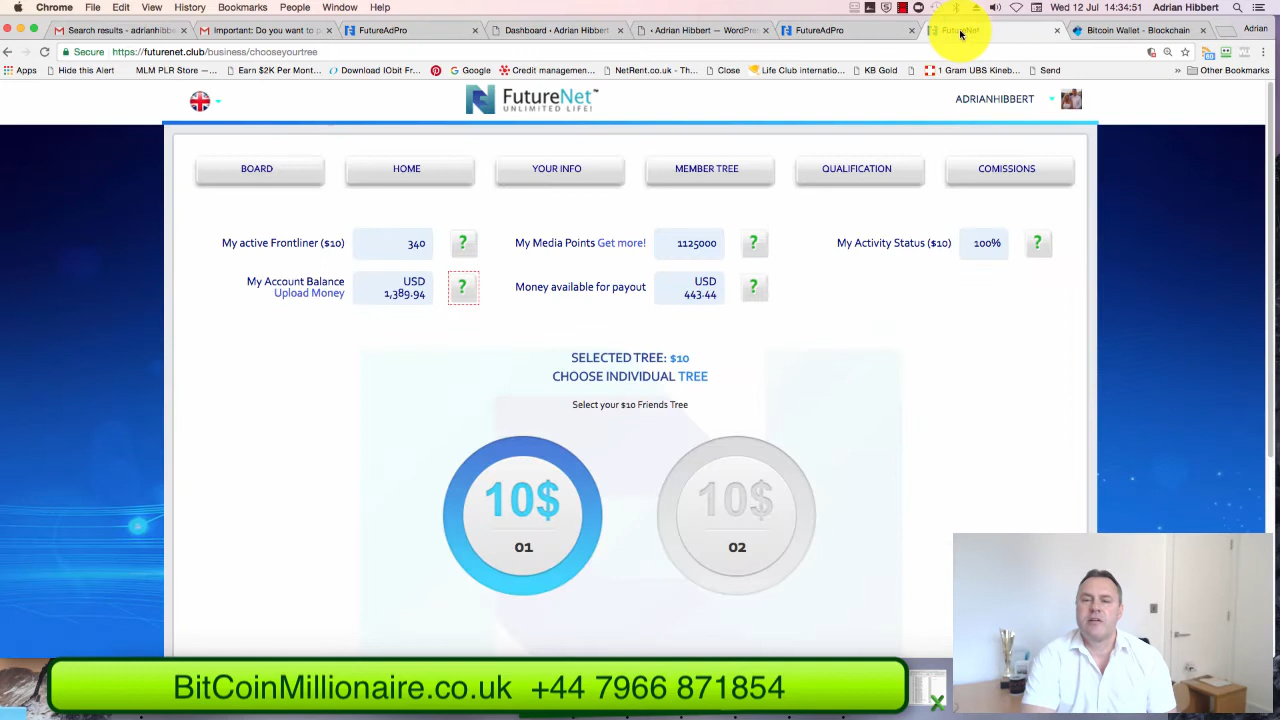 Chrome File Edit View History Bookmarks People Window Help
Wed 12 Jul 14:34:51 Adrian Hibbert
Search results - adrianhibbe
Important: Do you want to p
FutureAdPro
Dashboard ‹ Adrian Hibbert
‹ Adrian Hibbert — WordPres
FutureAdPro
FutureNet
Bitcoin Wallet - Blockchain
Adrian
Secure https://futurenet.club/business/chooseyourtree
Apps Hide this Alert MLM PLR Store —... Earn $2K Per Mont... Download IObit Fr... Google Credit managemen... NetRent.co.uk - Th... Close Life Club internatio... KB Gold 1 Gram UBS Kineb... Send » Other Bookmarks
FutureNet™
UNLIMITED LIFE!
ADRIANHIBBERT
BOARD HOME YOUR INFO MEMBER TREE QUALIFICATION COMISSIONS
My active Frontliner ($10) 340 ?
My Media Points Get more! 1125000 ?
My Activity Status ($10) 100% ?
My Account Balance
Upload Money
USD
1,389.94
?
Money available for payout
USD
443.44
?
SELECTED TREE: $10
CHOOSE INDIVIDUAL TREE
Select your $10 Friends Tree
10$
01
10$
02
BitCoinMillionaire.co.uk +44 7966 871854